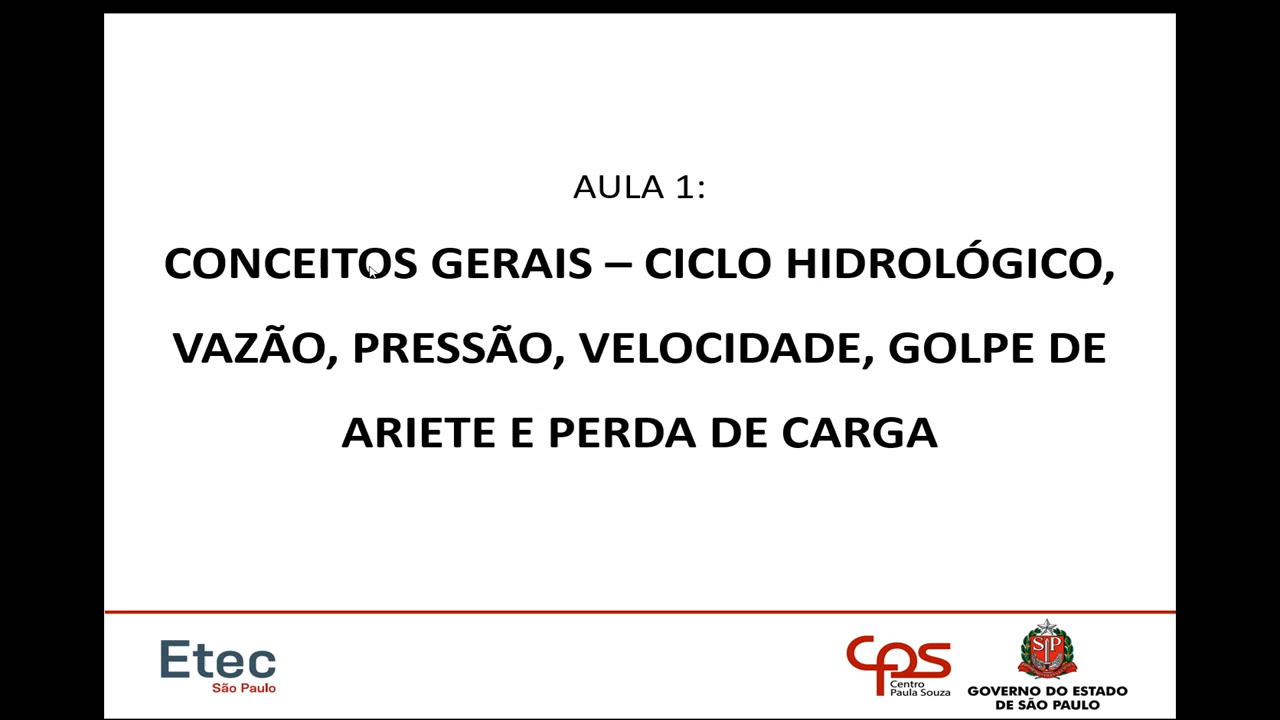 AULA 1:
CONCEITOS GERAIS – CICLO HIDROLÓGICO,
VAZÃO, PRESSÃO, VELOCIDADE, GOLPE DE
ARIETE E PERDA DE CARGA
Etec
São Paulo
cps
Centro
Paula Souza
SP
GOVERNO DO ESTADO
DE SÃO PAULO